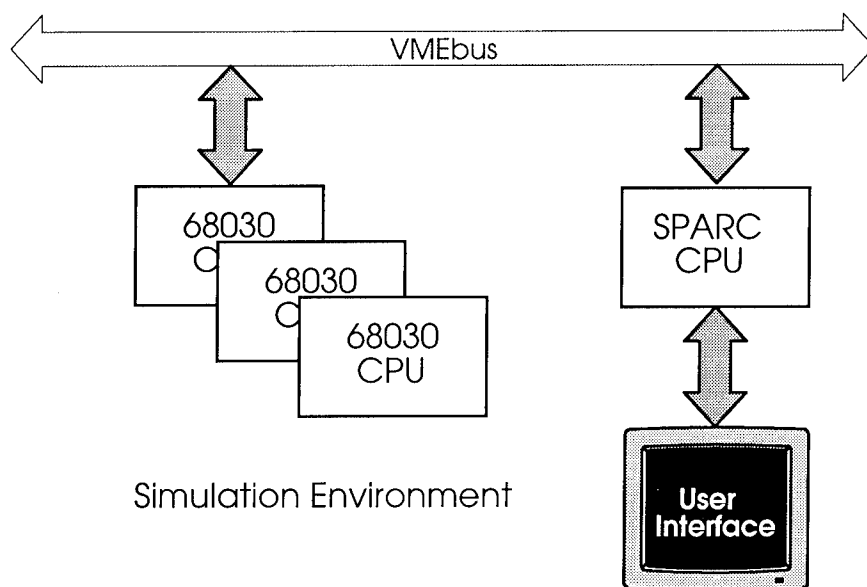 VMEbus
68030
C
68030
C
68030
CPU
SPARC
CPU
Simulation Environment
User
Interface